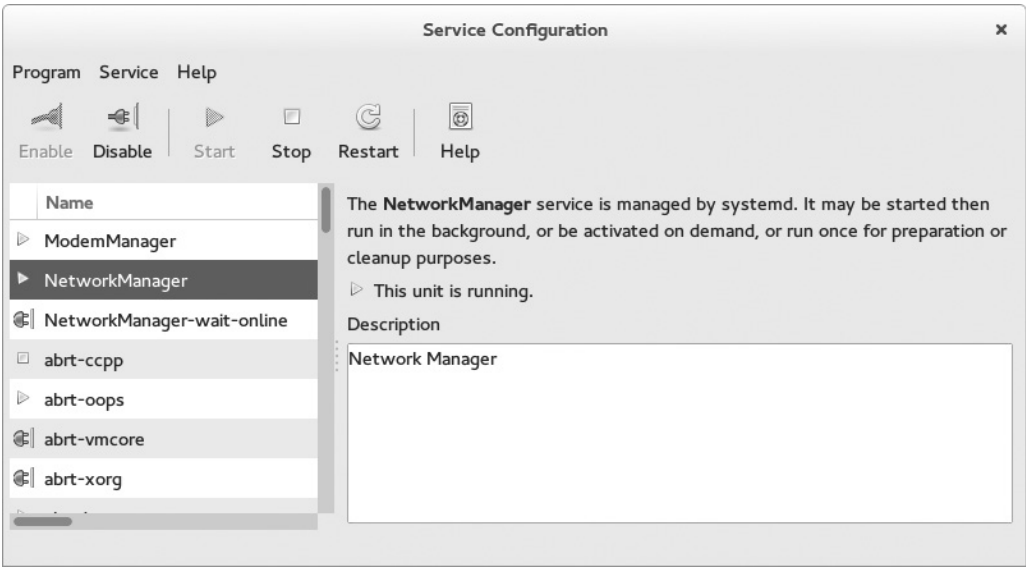 Service Configuration
Program Service Help
Enable Disable Start Stop Restart Help
Name
ModemManager
NetworkManager
NetworkManager-wait-online
abrt-ccpp
abrt-oops
abrt-vmcore
abrt-xorg
The NetworkManager service is managed by systemd. It may be started then
run in the background, or be activated on demand, or run once for preparation or
cleanup purposes.
This unit is running.
Description
Network Manager